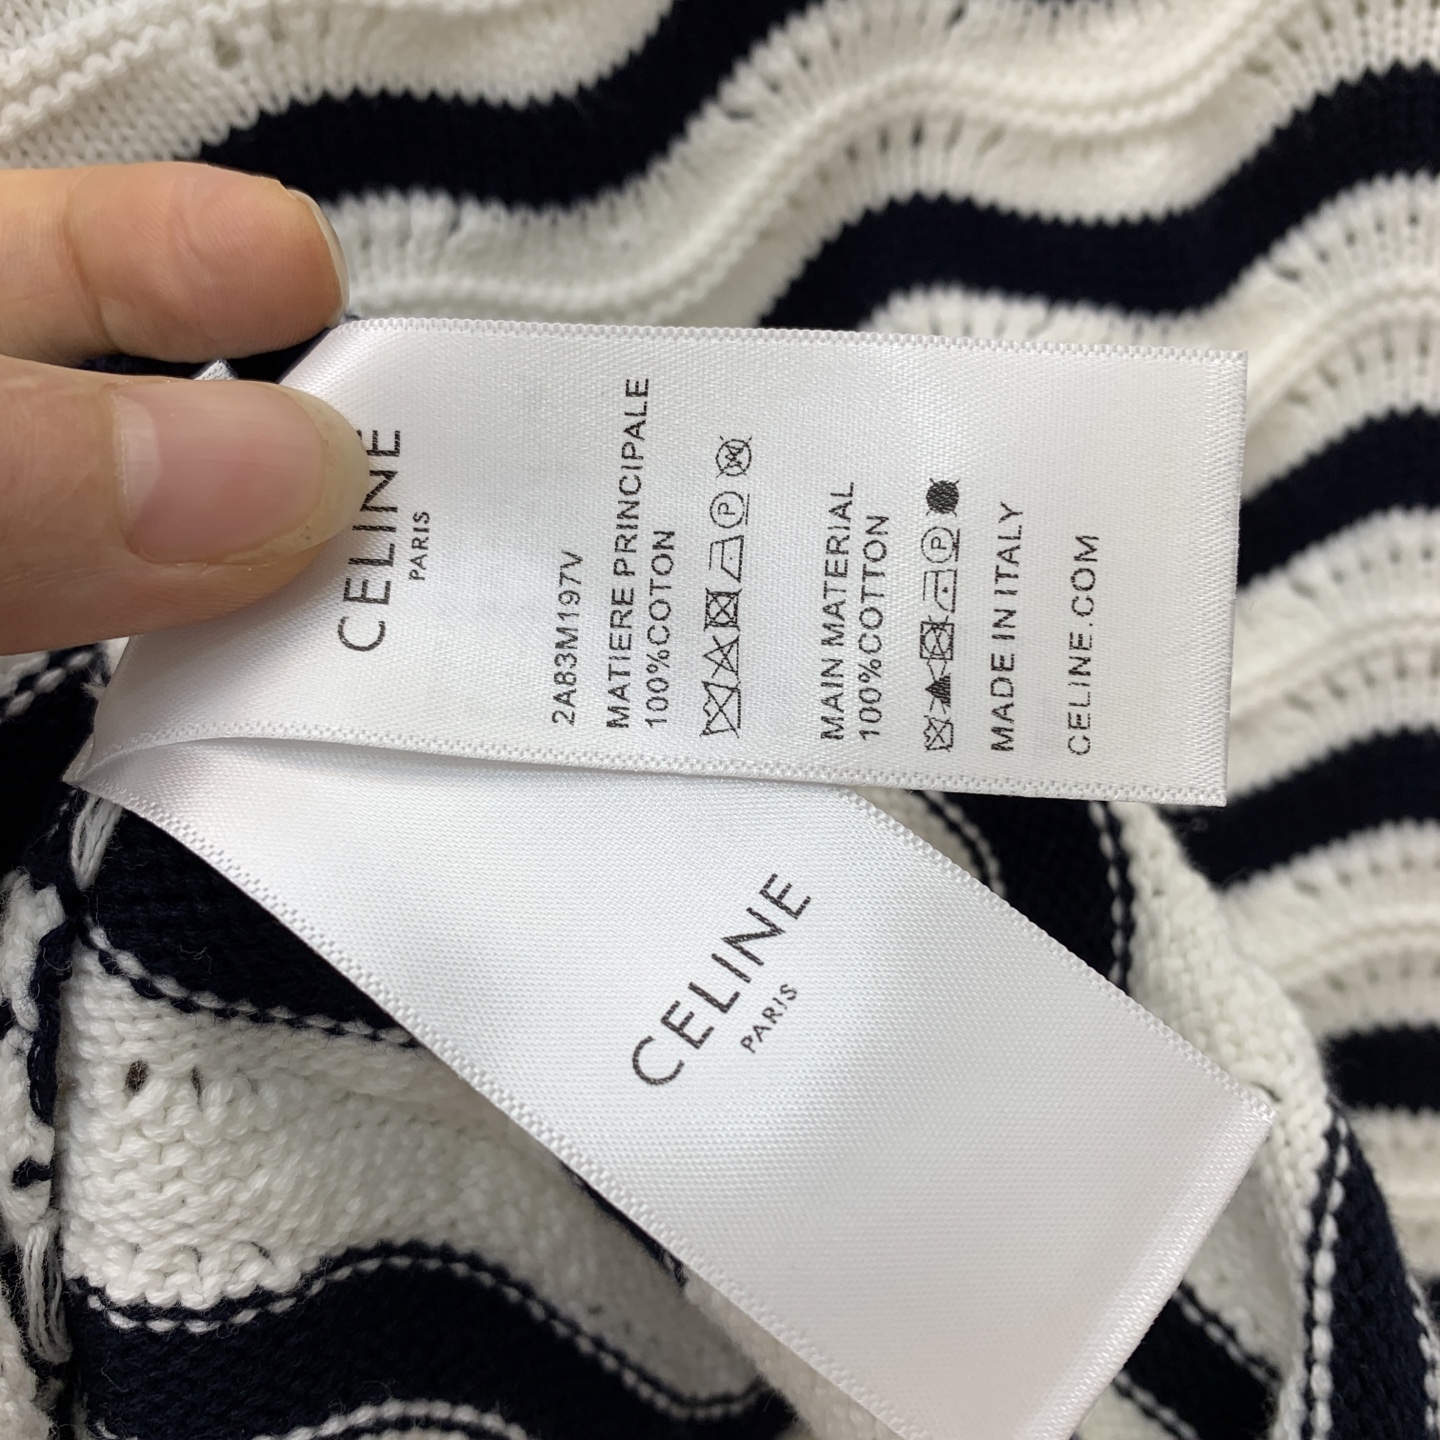 CELINE
PARIS
2A83M197V
MATIERE PRINCIPALE
100%COTON
P
MAIN MATERIAL
100%COTTON
P
MADE IN ITALY
CELINE.COM
CELINE
PARIS